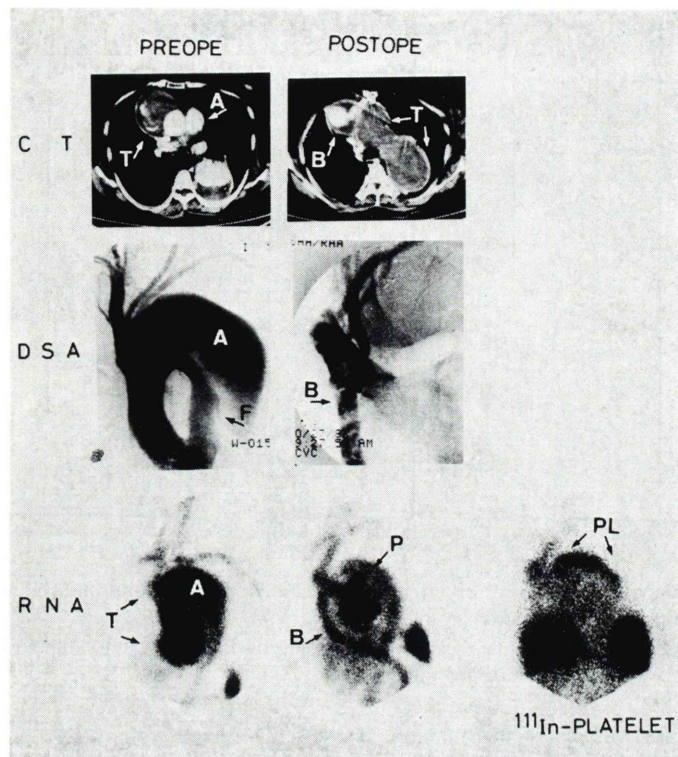 PREOPE POSTOPE
C T
A
T
T
B
D S A
A
F
W-015
B
CVC
R N A
A
T
P
B
PL
¹¹¹In-PLATELET